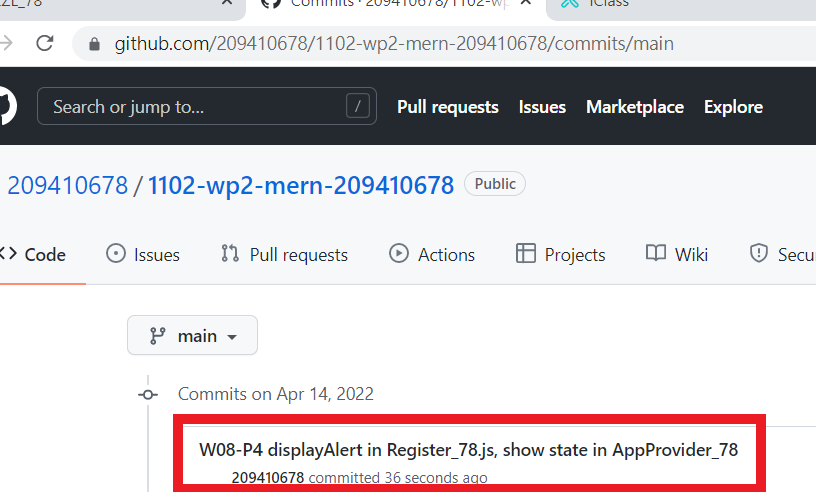 Commits · 209410678/1102-wp
iClass
github.com/209410678/1102-wp2-mern-209410678/commits/main
Search or jump to... /
Pull requests Issues Marketplace Explore
209410678 / 1102-wp2-mern-209410678 Public
<> Code Issues Pull requests Actions Projects Wiki Secu
main
Commits on Apr 14, 2022
W08-P4 displayAlert in Register_78.js, show state in AppProvider_78
209410678 committed 36 seconds ago